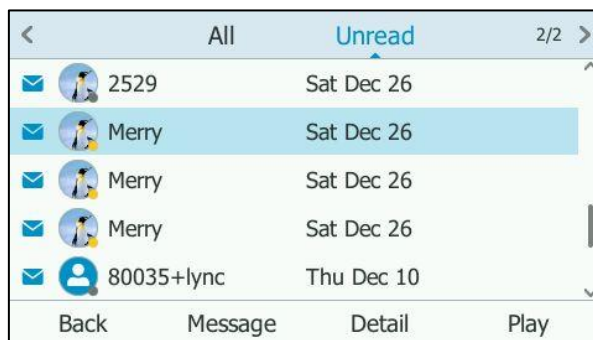 All Unread 2/2
2529 Sat Dec 26
Merry Sat Dec 26
Merry Sat Dec 26
Merry Sat Dec 26
80035+lync Thu Dec 10
Back Message Detail Play